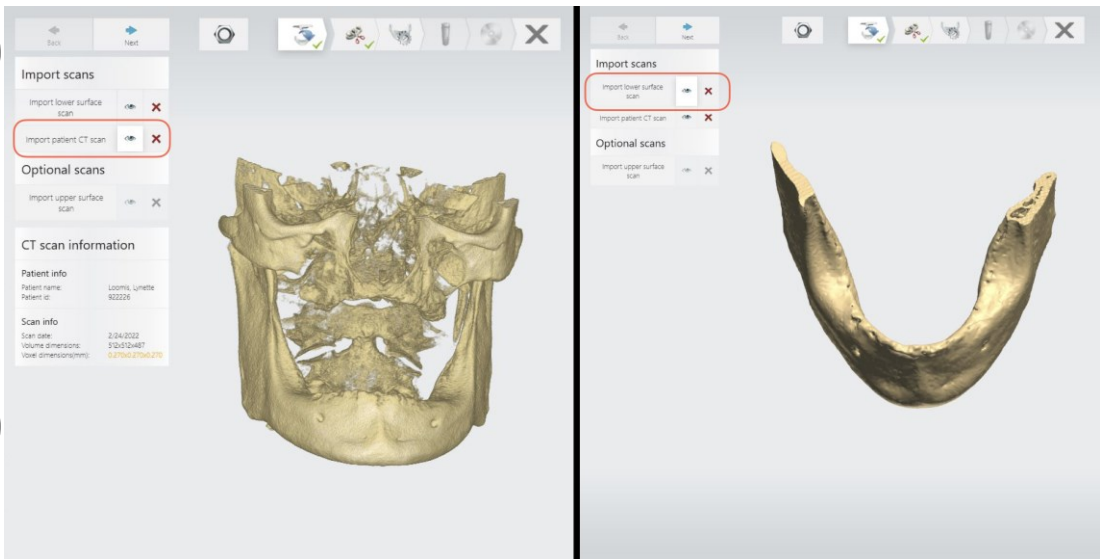 Back
Next
Import scans
Import lower surface
scan
Import patient CT scan
Optional scans
Import upper surface
scan
CT scan information
Patient info
Patient name: Loomis, Lynette
Patient id: 922226
Scan info
Scan date: 2/24/2022
Volume dimensions: 512x512x487
Voxel dimensions(mm): 0.270x0.270x0.270
Back
Next
Import scans
Import lower surface
scan
Import patient CT scan
Optional scans
Import upper surface
scan